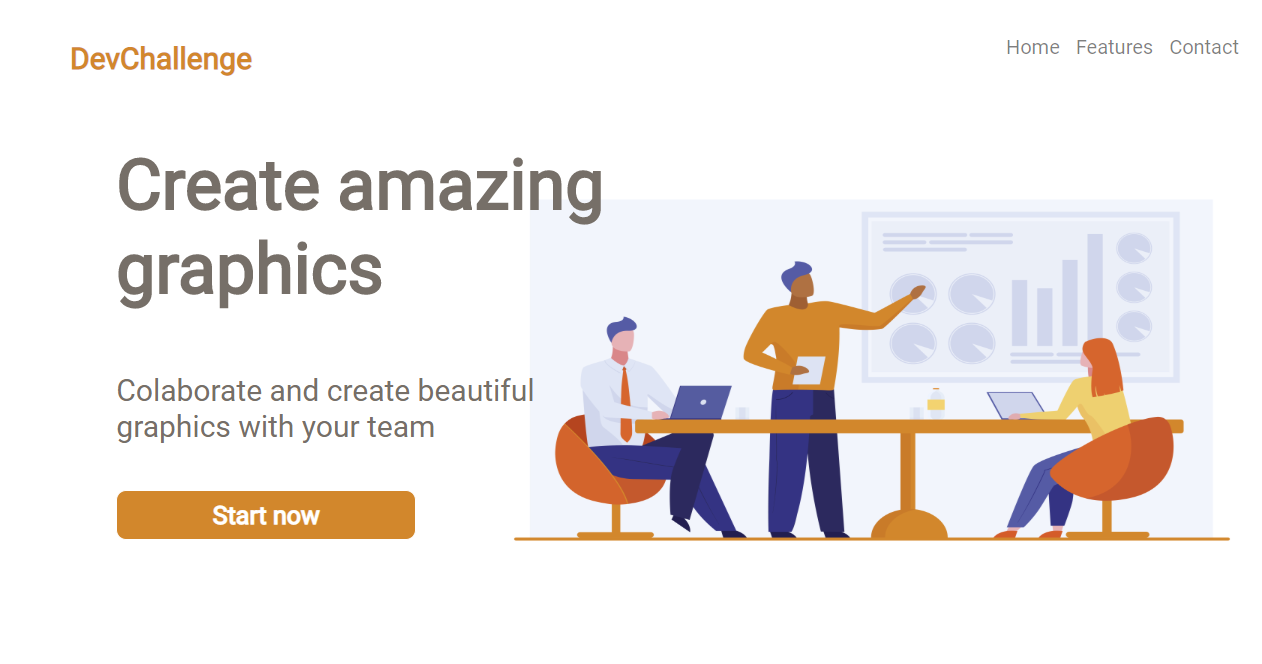 DevChallenge
Home Features Contact
Create amazing
graphics
Colaborate and create beautiful
graphics with your team
Start now